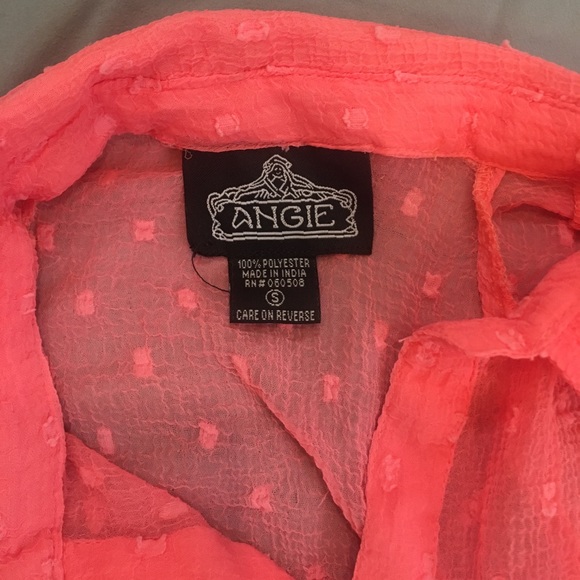 ANGIE
100% POLYESTER
MADE IN INDIA
RN# 060508
S
CARE ON REVERSE